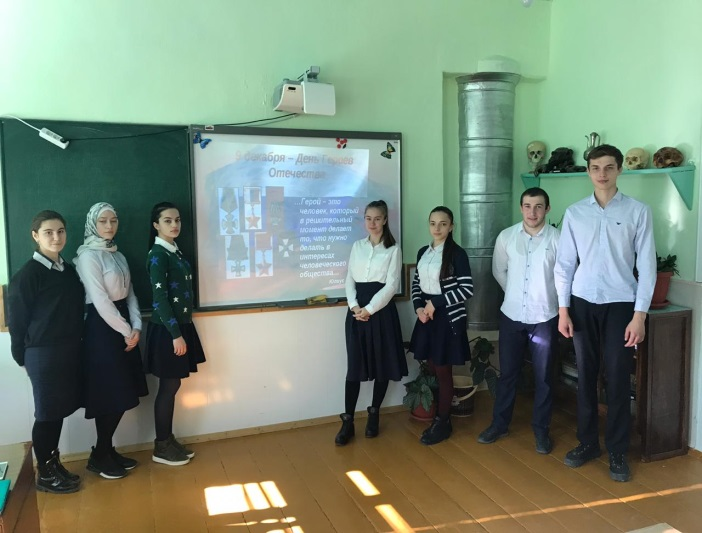 9 декабря – День Героев
Отечества
...Герой - это
человек, который
в решительный
момент делает
то, что нужно
делать в
интересах
человеческого
общества...